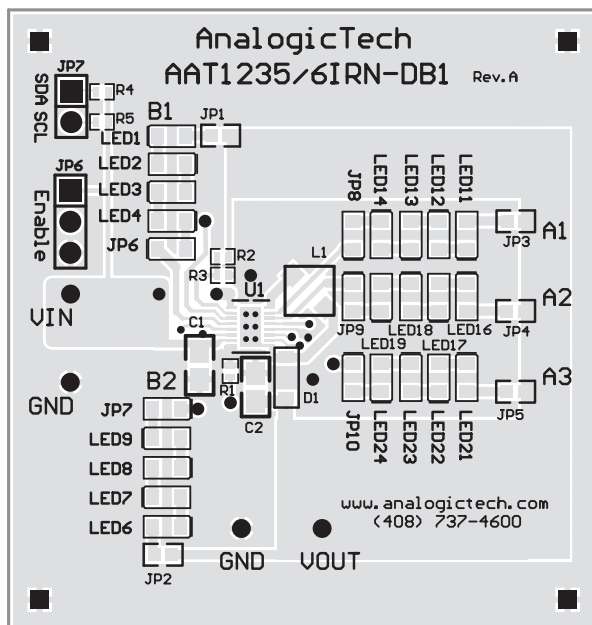 AnalogicTech
AAT1235/6IRN-DB1 Rev.A
JP7
SDA SCL
R4
R5
B1
JP1
LED1
LED2
LED3
LED4
JP6
JP6
Enable
R2
R3
U1
L1
JP8
LED14
LED13
LED12
LED11
JP3
A1
VIN
C1
JP9
LED18
LED16
JP4
A2
LED19
LED17
GND
B2
R1
C2
D1
JP10
LED24
LED23
LED22
LED21
JP5
A3
JP7
LED9
LED8
LED7
LED6
JP2
GND
VOUT
www.analogictech.com
(408) 737-4600